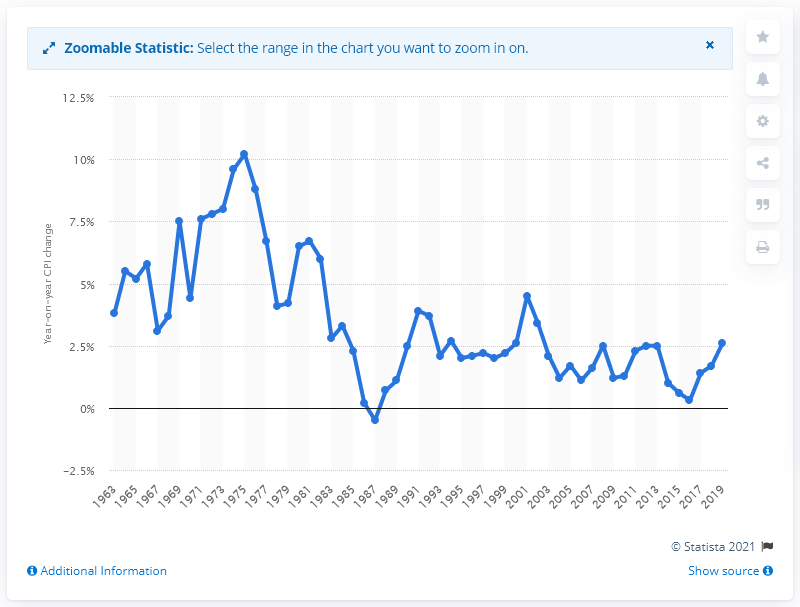 Zoomable Statistic: Select the range in the chart you want to zoom in on.
Year-on-year CPI change
12.5%
10%
7.5%
5%
2.5%
0%
−2.5%
1963 1965 1967 1969 1971 1973 1975 1977 1979 1981 1983 1985 1987 1989 1991 1993 1995 1997 1999 2001 2003 2005 2007 2009 2011 2013 2015 2017 2019
© Statista 2021
Additional Information
Show source